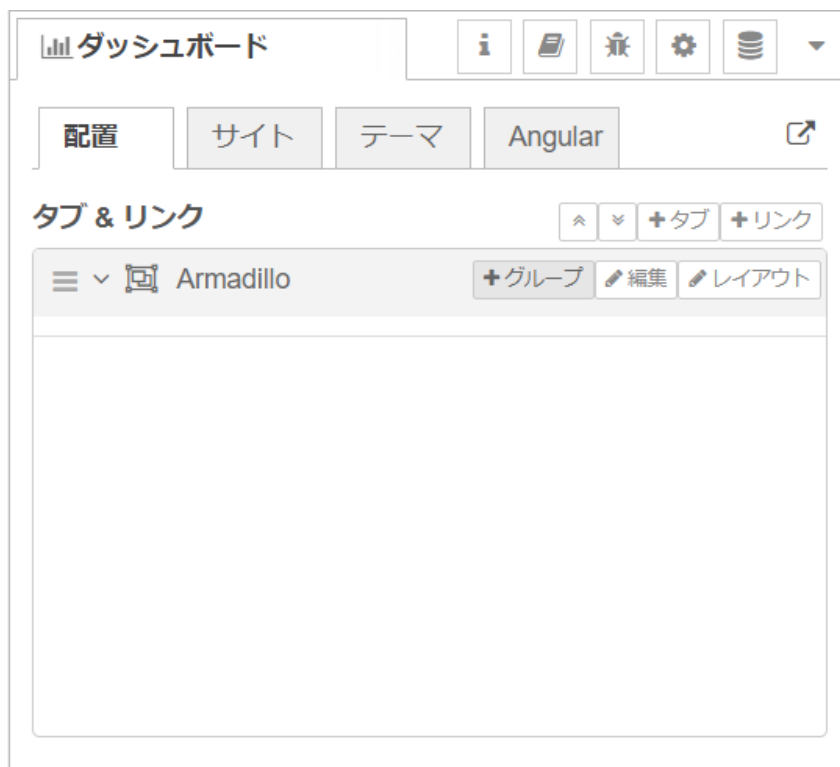 ダッシュボード
配置 サイト テーマ Angular
タブ & リンク +タブ +リンク
Armadillo +グループ 編集 レイアウト